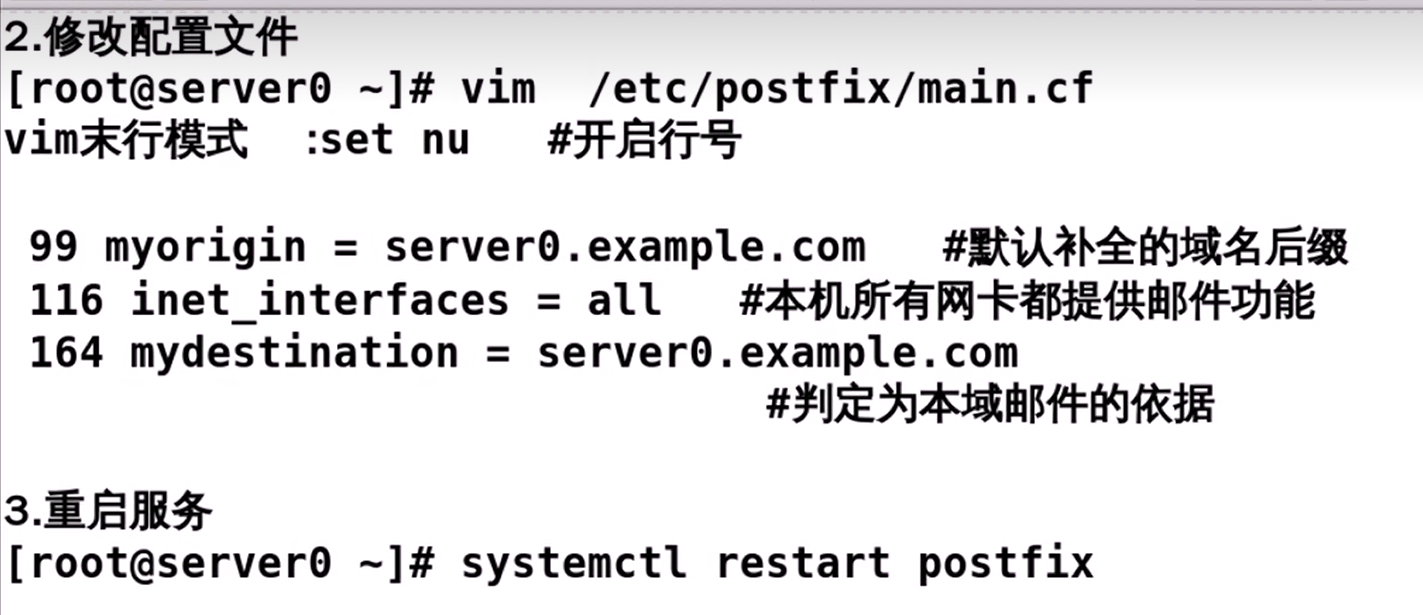 2.修改配置文件
[root@server0 ~]# vim  /etc/postfix/main.cf
vim末行模式  :set nu   #开启行号
99 myorigin = server0.example.com   #默认补全的域名后缀
116 inet_interfaces = all   #本机所有网卡都提供邮件功能
164 mydestination = server0.example.com
#判定为本域邮件的依据
3.重启服务
[root@server0 ~]# systemctl restart postfix